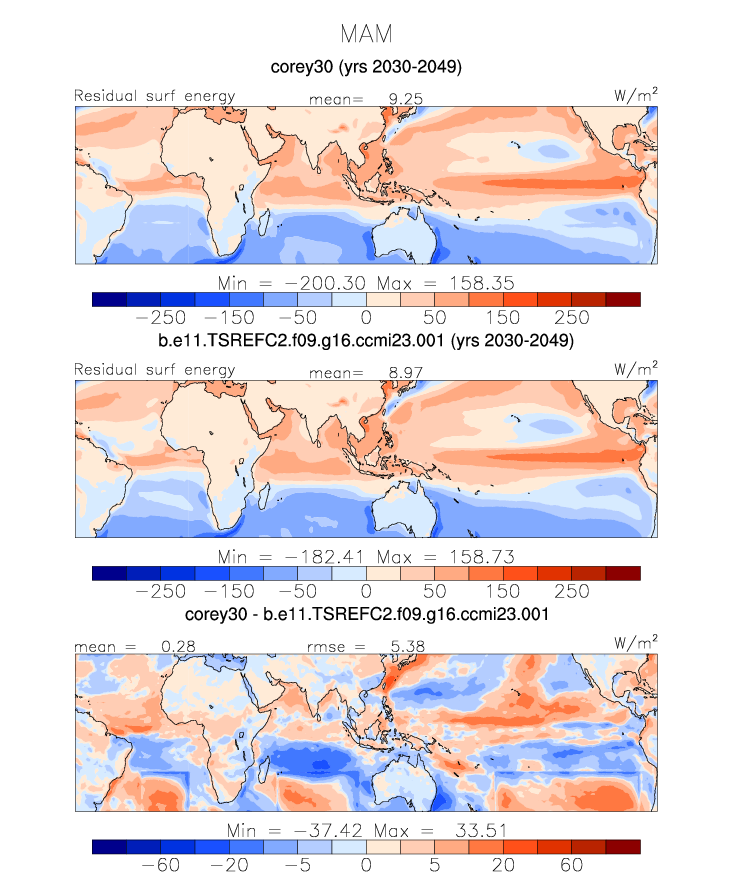 MAM
corey30 (yrs 2030-2049)
Residual surf energy mean= 9.25 W/m²
Min = −200.30 Max = 158.35
−250 −150 −50 0 50 150 250
b.e11.TSREFC2.f09.g16.ccmi23.001 (yrs 2030-2049)
Residual surf energy mean= 8.97 W/m²
Min = −182.41 Max = 158.73
−250 −150 −50 0 50 150 250
corey30 - b.e11.TSREFC2.f09.g16.ccmi23.001
mean = 0.28 rmse = 5.38 W/m²
Min = −37.42 Max = 33.51
−60 −20 −5 0 5 20 60